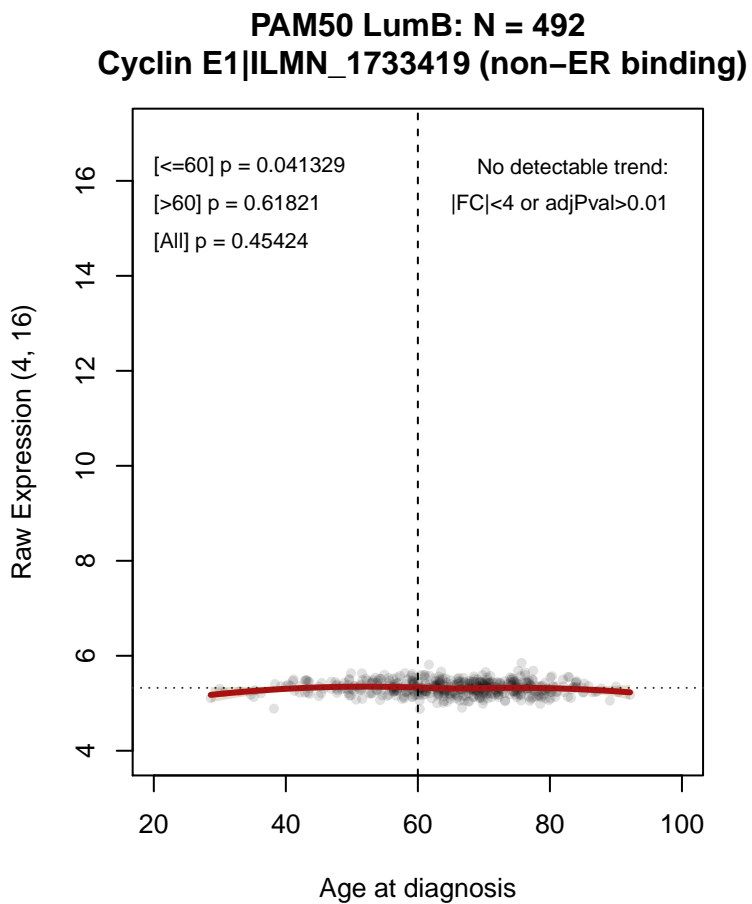 PAM50 LumB: N = 492
Cyclin E1|ILMN_1733419 (non−ER binding)
[<=60] p = 0.041329
[>60] p = 0.61821
[All] p = 0.45424
No detectable trend:
|FC|<4 or adjPval>0.01
Raw Expression (4, 16)
16
14
12
10
8
6
4
20 40 60 80 100
Age at diagnosis